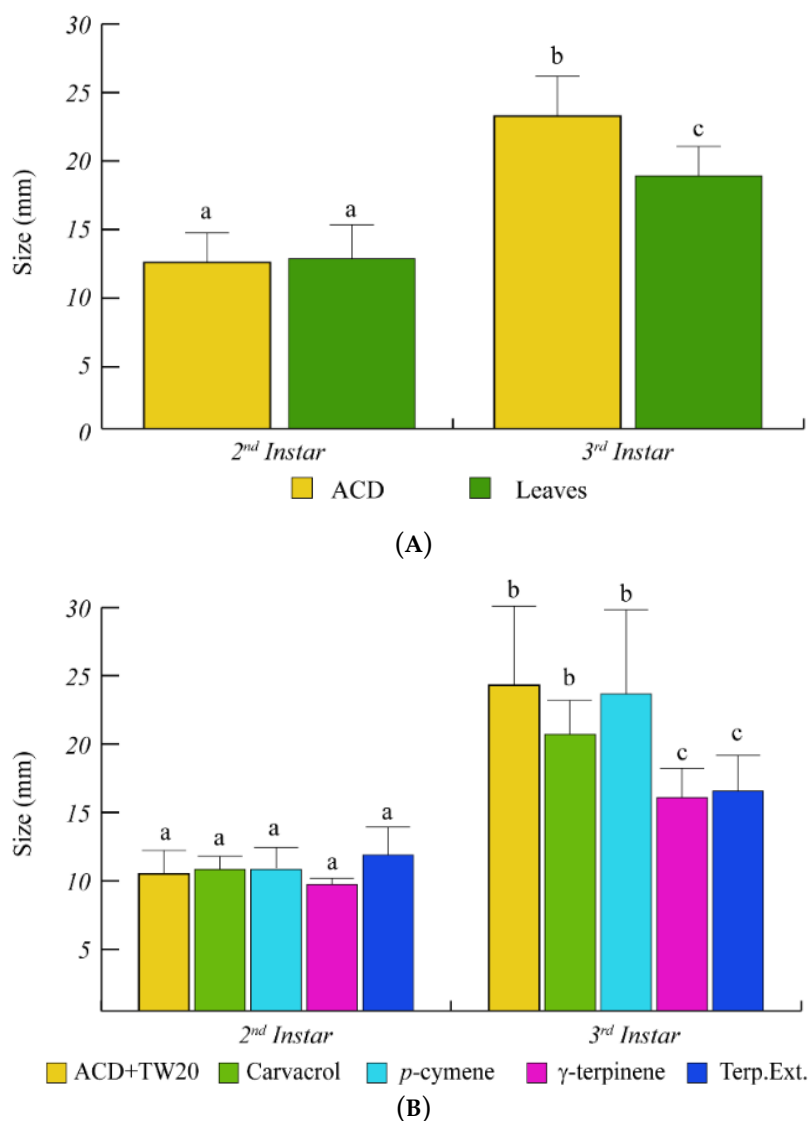 30
b
25
c
20
a
a
15
10
5
0
Size (mm)
2nd Instar
3rd Instar
ACD
Leaves
(A)
30
b
b
25
b
20
c
c
15
a
a
a
a
a
10
5
Size (mm)
2nd Instar
3rd Instar
ACD+TW20
Carvacrol
p-cymene
γ-terpinene
Terp.Ext.
(B)